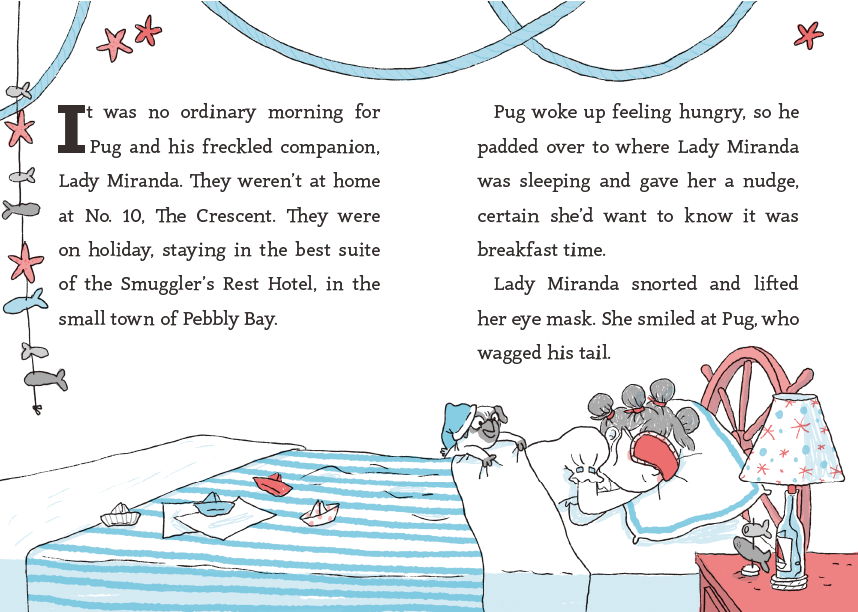 It was no ordinary morning for
Pug and his freckled companion,
Lady Miranda. They weren't at home
at No. 10, The Crescent. They were
on holiday, staying in the best suite
of the Smuggler's Rest Hotel, in the
small town of Pebbly Bay.
Pug woke up feeling hungry, so he
padded over to where Lady Miranda
was sleeping and gave her a nudge,
certain she'd want to know it was
breakfast time.
Lady Miranda snorted and lifted
her eye mask. She smiled at Pug, who
wagged his tail.